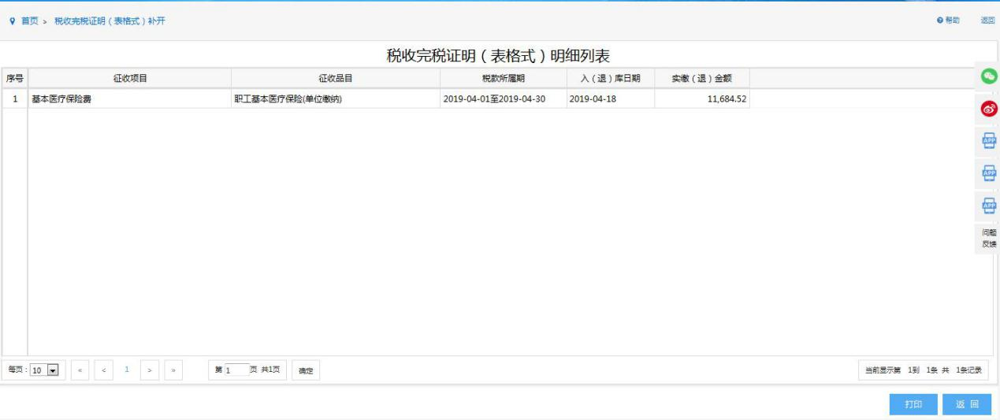 首页 > 税收完税证明（表格式）补开 帮助 返回
税收完税证明（表格式）明细列表
序号 征收项目 征收品目 税款所属期 入（退）库日期 实缴（退）金额
1 基本医疗保险费 职工基本医疗保险(单位缴纳) 2019-04-01至2019-04-30 2019-04-18 11,684.52
APP
APP
APP
问题
反馈
每页： 10 « < 1 > » 第 1 页 共1页 确定 当前显示第 1到 1条 共 1条记录
打印 返 回